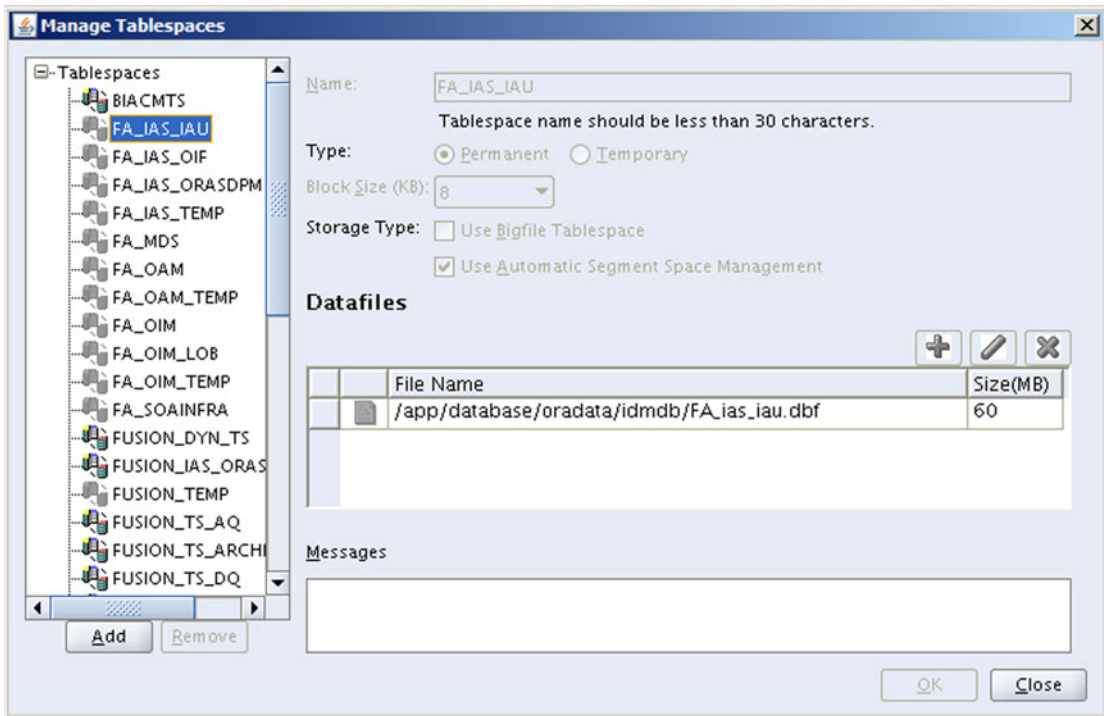 Manage Tablespaces
Tablespaces
BIACMTS
FA_IAS_IAU
FA_IAS_OIF
FA_IAS_ORASDPM
FA_IAS_TEMP
FA_MDS
FA_OAM
FA_OAM_TEMP
FA_OIM
FA_OIM_LOB
FA_OIM_TEMP
FA_SOAINFRA
FUSION_DYN_TS
FUSION_IAS_ORAS
FUSION_TEMP
FUSION_TS_AQ
FUSION_TS_ARCHI
FUSION_TS_DQ
Add Remove
Name: FA_IAS_IAU
Tablespace name should be less than 30 characters.
Type: Permanent Temporary
Block Size (KB): 8
Storage Type: Use Bigfile Tablespace
Use Automatic Segment Space Management
Datafiles
File Name Size(MB)
/app/database/oradata/idmdb/FA_ias_iau.dbf 60
Messages
OK Close